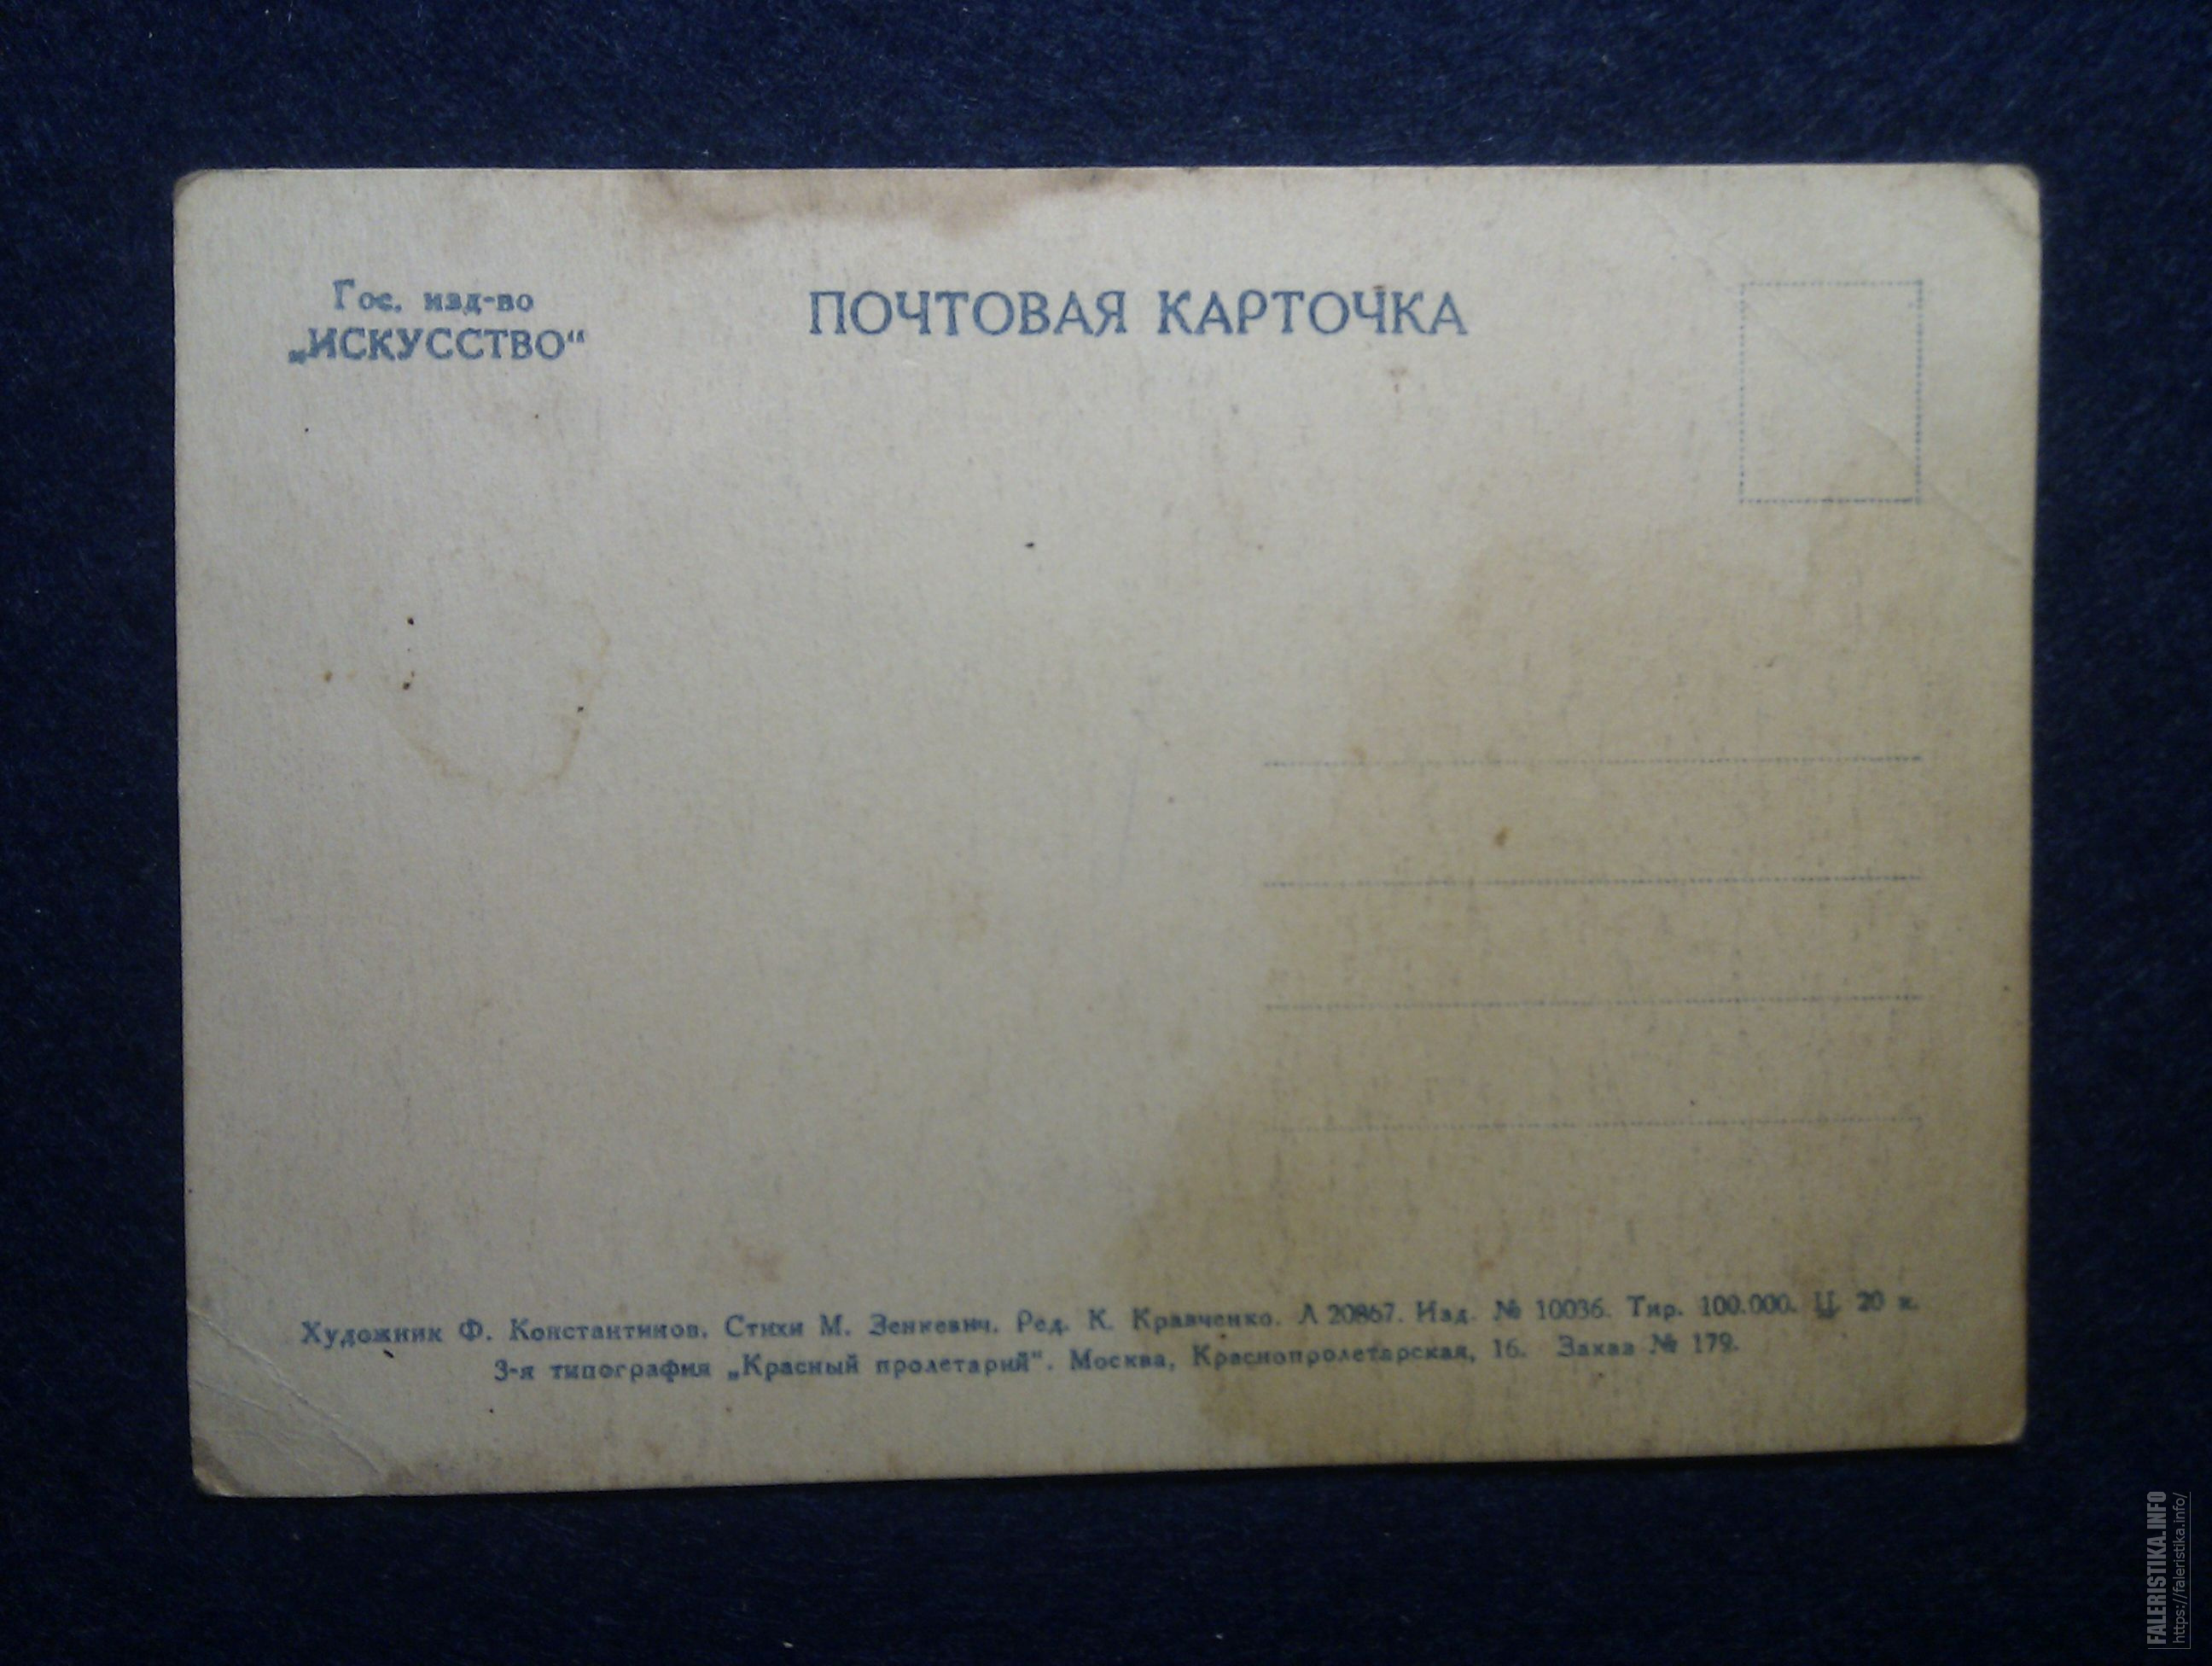 Гос. изд-во
„ИСКУССТВО“
ПОЧТОВАЯ КАРТОЧКА
Художник Ф. Константинов. Стихи М. Зенкевич. Ред. К. Кравченко. Л 20867. Изд. № 10036. Тир. 100.000. Ц. 20 к.
3-я типография „Красный пролетарий“. Москва, Краснопролетарская, 16. Заказ № 179.
FALERISTIKA.INFO
https://faleristika.info/